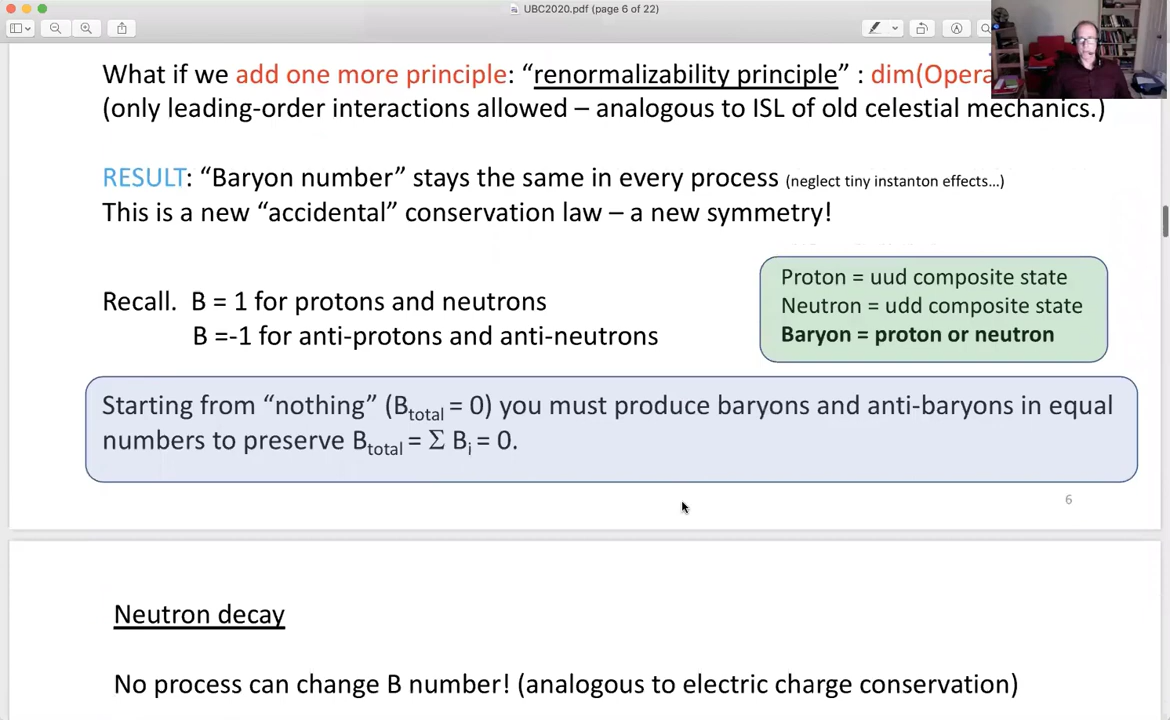 UBC2020.pdf (page 6 of 22)
What if we add one more principle: “renormalizability principle” : dim(Opera
(only leading-order interactions allowed – analogous to ISL of old celestial mechanics.)
RESULT: “Baryon number” stays the same in every process (neglect tiny instanton effects…)
This is a new “accidental” conservation law – a new symmetry!
Recall. B = 1 for protons and neutrons
B =-1 for anti-protons and anti-neutrons
Proton = uud composite state
Neutron = udd composite state
Baryon = proton or neutron
Starting from “nothing” (Btotal = 0) you must produce baryons and anti-baryons in equal
numbers to preserve Btotal = Σ Bi = 0.
6
Neutron decay
No process can change B number! (analogous to electric charge conservation)